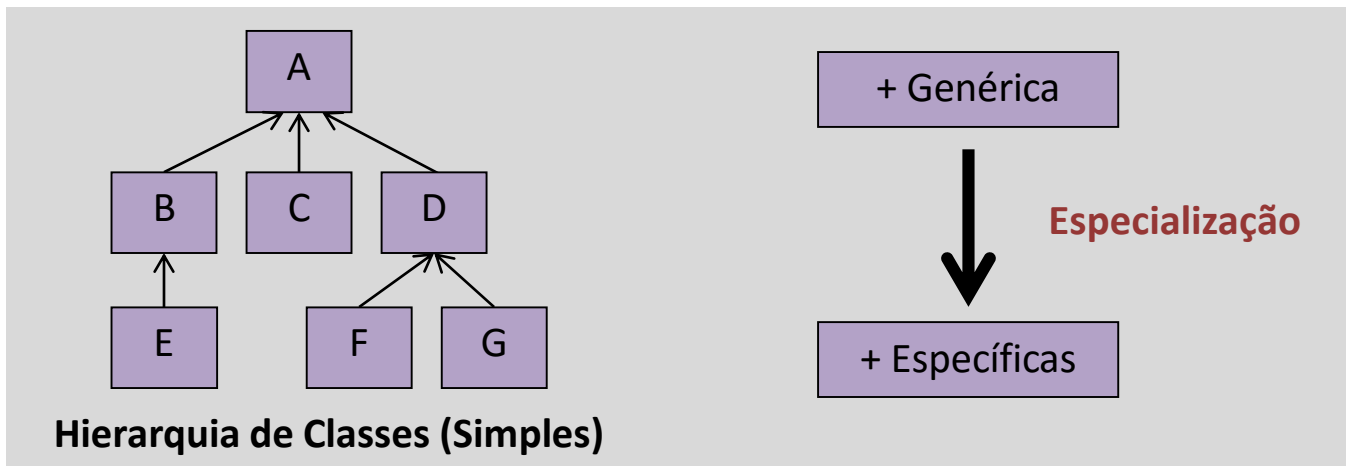 A
B
C
D
E
F
G
Hierarquia de Classes (Simples)
+ Genérica
Especialização
+ Específicas